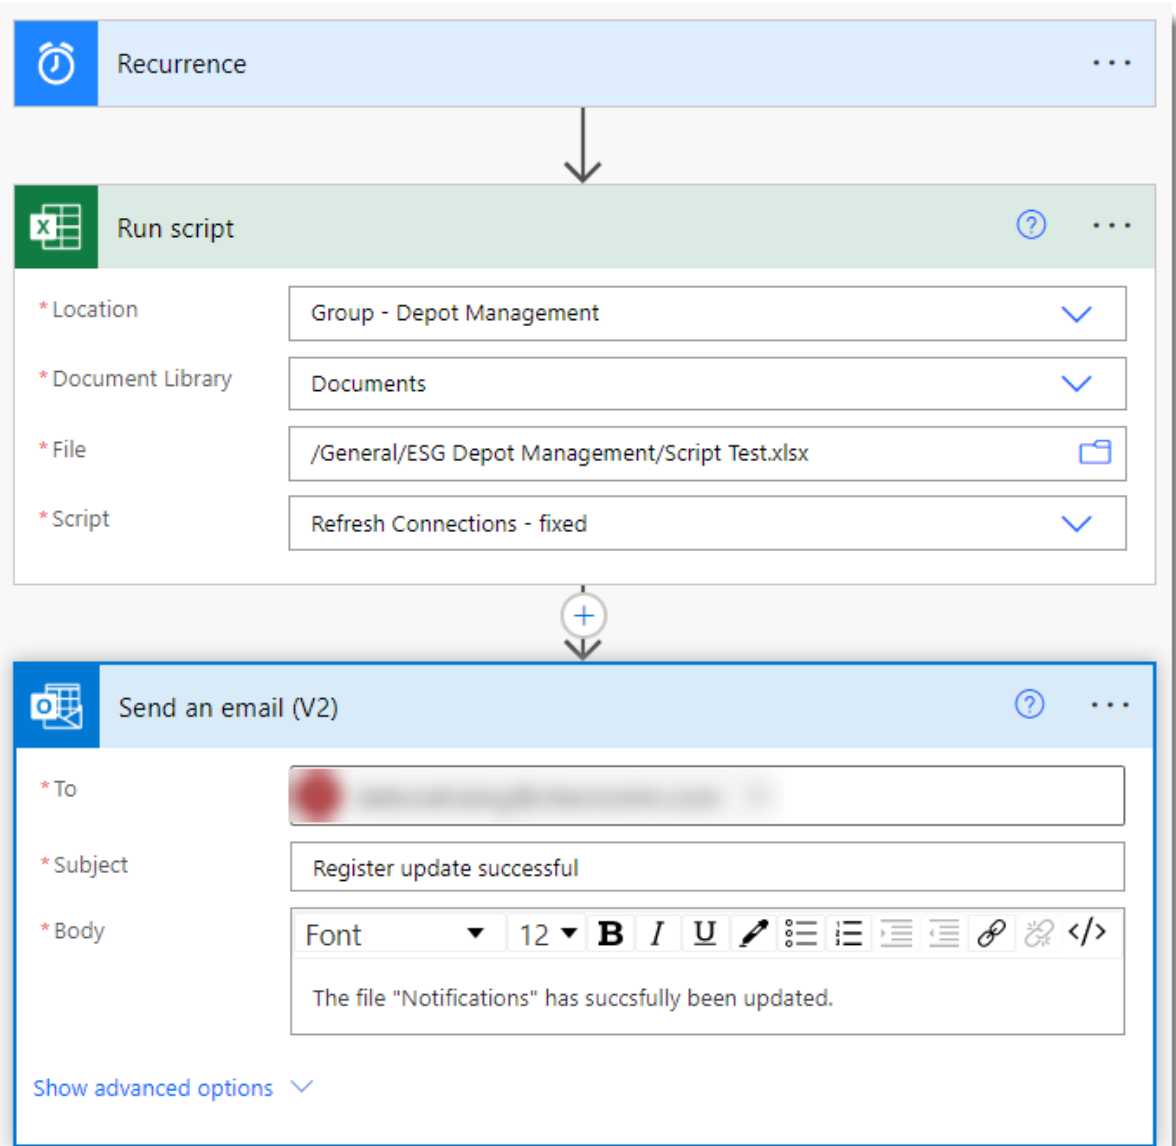 Recurrence
Run script
* Location Group - Depot Management
* Document Library Documents
* File /General/ESG Depot Management/Script Test.xlsx
* Script Refresh Connections - fixed
Send an email (V2)
* To
* Subject Register update successful
* Body Font 12 B I U </>
The file "Notifications" has succsfully been updated.
Show advanced options